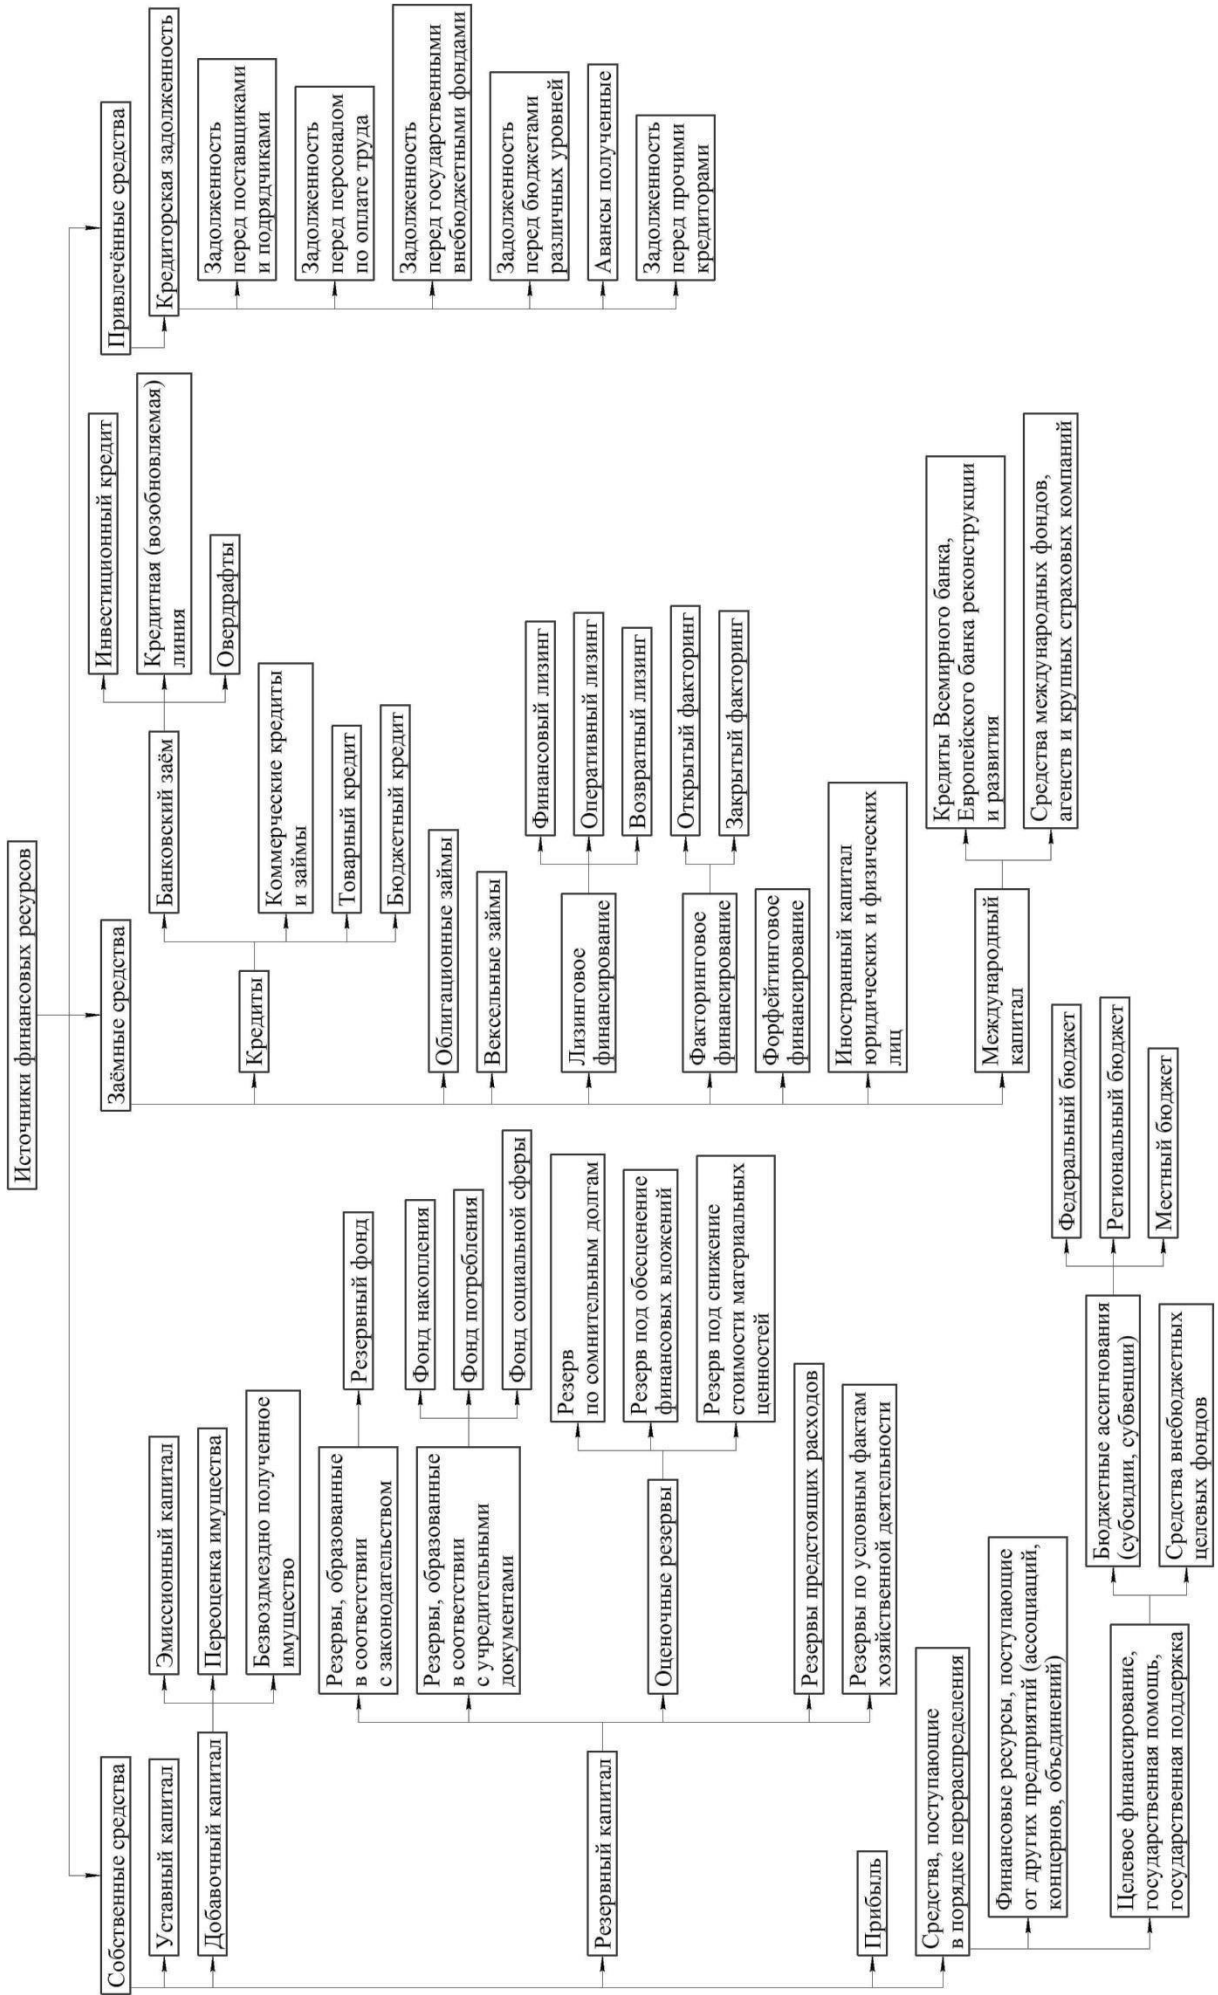 Источники финансовых ресурсов
Собственные средства
Уставный капитал
Добавочный капитал
Эмиссионный капитал
Переоценка имущества
Безвозмездно полученное
имущество
Резервный капитал
Резервы, образованные
в соответствии
с законодательством
Резервный фонд
Резервы, образованные
в соответствии
с учредительными
документами
Фонд накопления
Фонд потребления
Фонд социальной сферы
Оценочные резервы
Резерв
по сомнительным долгам
Резерв под обесценение
финансовых вложений
Резерв под снижение
стоимости материальных
ценностей
Резервы предстоящих расходов
Резервы по условным фактам
хозяйственной деятельности
Прибыль
Средства, поступающие
в порядке перераспределения
Финансовые ресурсы, поступающие
от других предприятий (ассоциаций,
концернов, объединений)
Целевое финансирование,
государственная помощь,
государственная поддержка
Бюджетные ассигнования
(субсидии, субвенции)
Федеральный бюджет
Региональный бюджет
Местный бюджет
Средства внебюджетных
целевых фондов
Заёмные средства
Кредиты
Банковский заём
Инвестиционный кредит
Кредитная (возобновляемая)
линия
Овердрафты
Коммерческие кредиты
и займы
Товарный кредит
Бюджетный кредит
Облигационные займы
Вексельные займы
Лизинговое
финансирование
Финансовый лизинг
Оперативный лизинг
Возвратный лизинг
Факторинговое
финансирование
Открытый факторинг
Закрытый факторинг
Форфейтинговое
финансирование
Иностранный капитал
юридических и физических
лиц
Международный
капитал
Кредиты Всемирного банка,
Европейского банка реконструкции
и развития
Средства международных фондов,
агенств и крупных страховых компаний
Привлечённые средства
Кредиторская задолженность
Задолженность
перед поставщиками
и подрядчиками
Задолженность
перед персоналом
по оплате труда
Задолженность
перед государственными
внебюджетными фондами
Задолженность
перед бюджетами
различных уровней
Авансы полученные
Задолженность
перед прочими
кредиторами